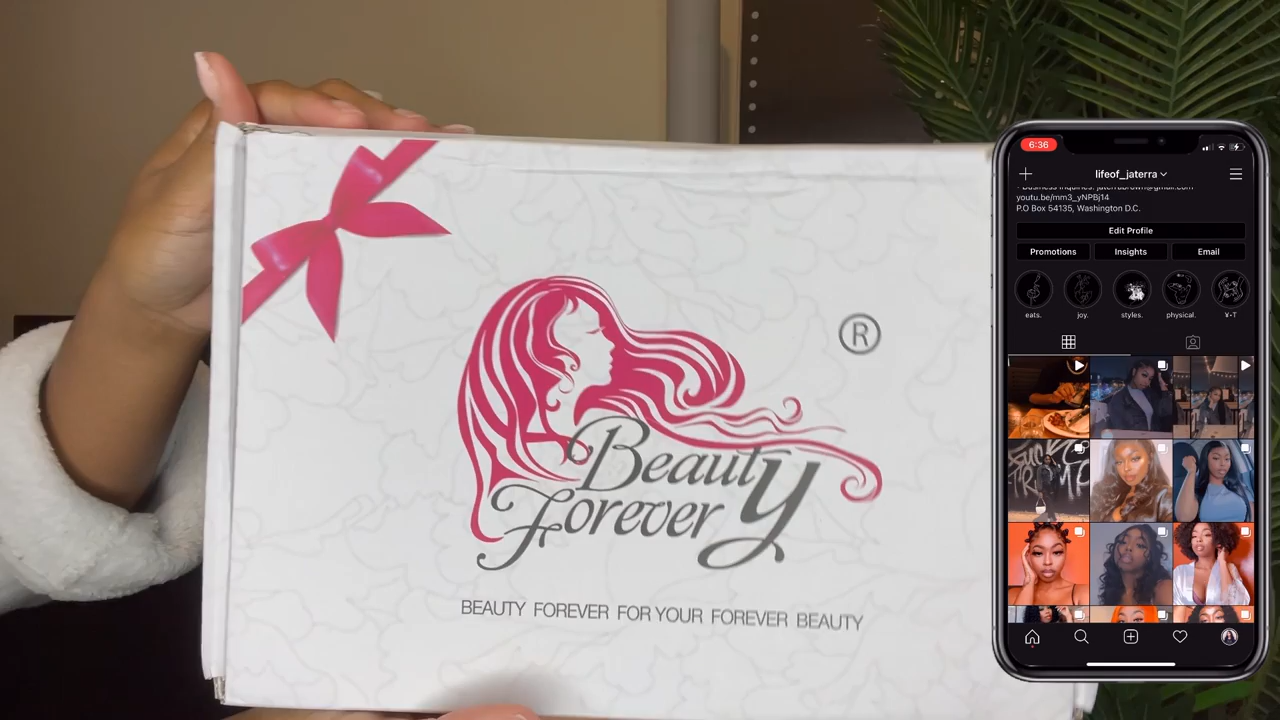 Beauty
Forever
®
BEAUTY FOREVER FOR YOUR FOREVER BEAUTY
6:36
lifeof_jaterra
youtu.be/mm3_yNPBj14
P.O Box 54135, Washington D.C.
Edit Profile
Promotions Insights Email
eats. joy. styles. physical. ¥-T